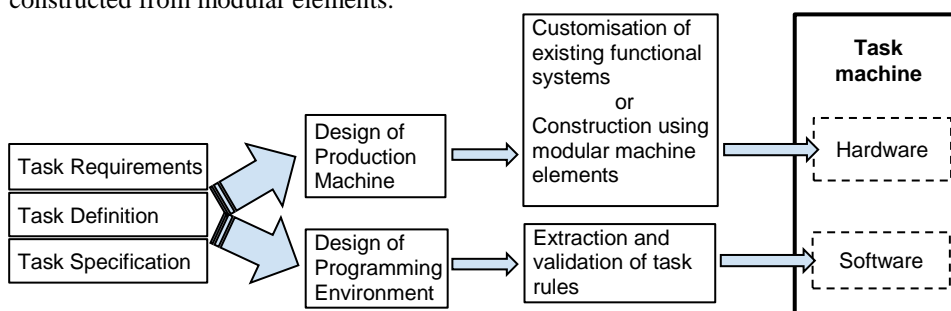 constructed from modular elements.
Task Requirements
Task Definition
Task Specification
Design of
Production
Machine
Design of
Programming
Environment
Customisation of
existing functional
systems
or
Construction using
modular machine
elements
Extraction and
validation of task
rules
Task
machine
Hardware
Software